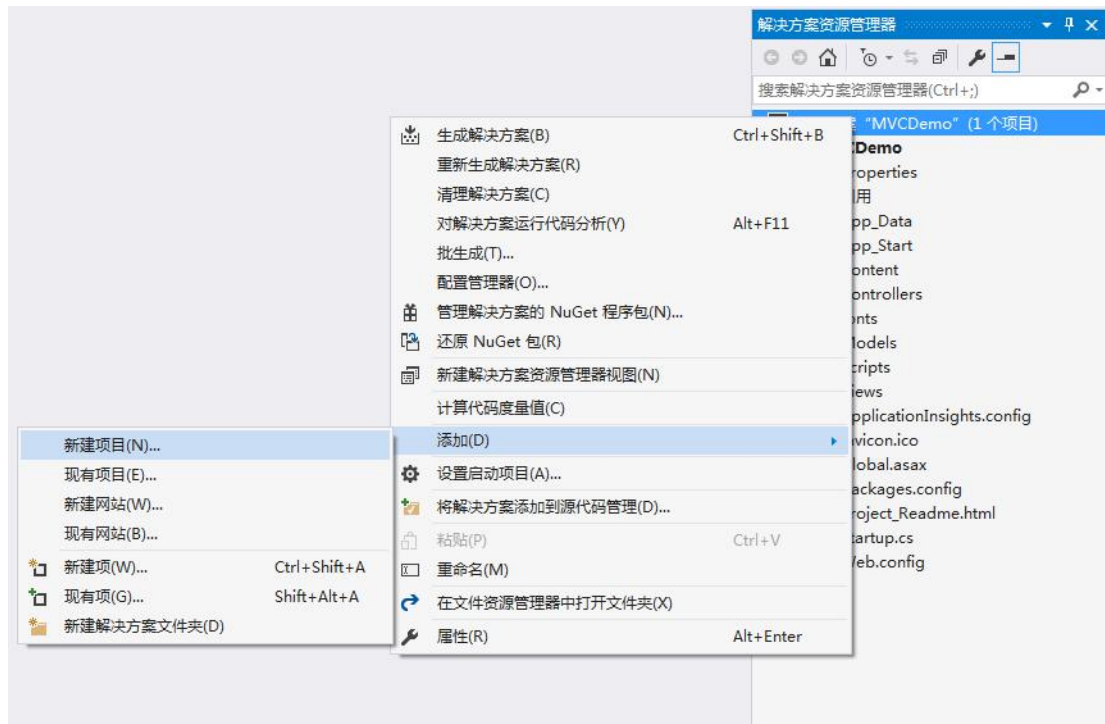 解决方案资源管理器
搜索解决方案资源管理器(Ctrl+;)
"MVCDemo" (1 个项目)
生成解决方案(B) Ctrl+Shift+B
重新生成解决方案(R)
清理解决方案(C)
对解决方案运行代码分析(Y) Alt+F11
批生成(T)...
配置管理器(O)...
管理解决方案的 NuGet 程序包(N)...
还原 NuGet 包(R)
新建解决方案资源管理器视图(N)
计算代码度量值(C)
添加(D)
设置启动项目(A)...
将解决方案添加到源代码管理(D)...
粘贴(P) Ctrl+V
重命名(M)
在文件资源管理器中打开文件夹(X)
属性(R) Alt+Enter
新建项目(N)...
现有项目(E)...
新建网站(W)...
现有网站(B)...
新建项(W)... Ctrl+Shift+A
现有项(G)... Shift+Alt+A
新建解决方案文件夹(D)
CDemo
roperties
用
pp_Data
pp_Start
ontent
ontrollers
onts
lodels
cripts
iews
pplicationInsights.config
avicon.ico
lobal.asax
ackages.config
roject_Readme.html
tartup.cs
eb.config